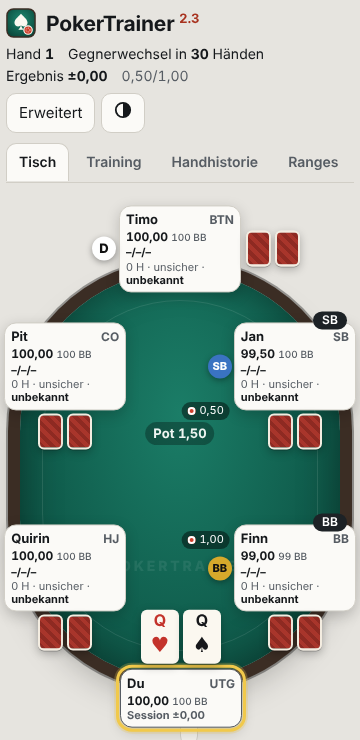 PokerTrainer 2.3
Hand 1 Gegnerwechsel in 30 Händen
Ergebnis ±0,00 0,50/1,00
Erweitert
Tisch Training Handhistorie Ranges
Timo BTN
100,00 100 BB
–/–/–
0 H · unsicher ·
unbekannt
D
SB
Pit CO
100,00 100 BB
–/–/–
0 H · unsicher ·
unbekannt
Jan SB
99,50 100 BB
–/–/–
0 H · unsicher ·
unbekannt
SB
0,50
Pot 1,50
BB
Quirin HJ
100,00 100 BB
–/–/–
0 H · unsicher ·
unbekannt
Finn BB
99,00 99 BB
–/–/–
0 H · unsicher ·
unbekannt
1,00
BB
OKERTRA
Q Q
Du UTG
100,00 100 BB
Session ±0,00